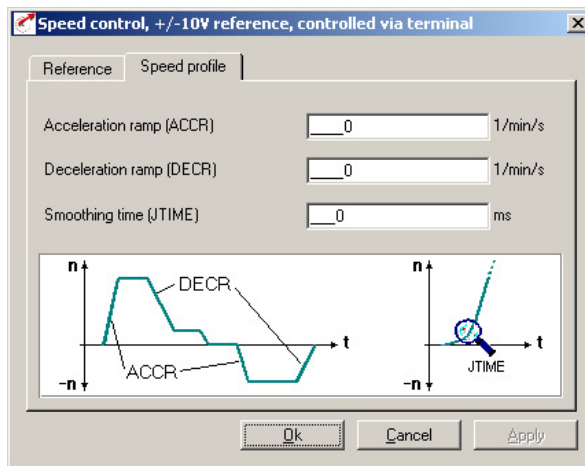 Speed control, +/-10V reference, controlled via terminal
Reference Speed profile
Acceleration ramp (ACCR) ____0 1/min/s
Deceleration ramp (DECR) ____0 1/min/s
Smoothing time (JTIME) ___0 ms
n DECR t ACCR -n
n t JTIME -n
Ok Cancel Apply